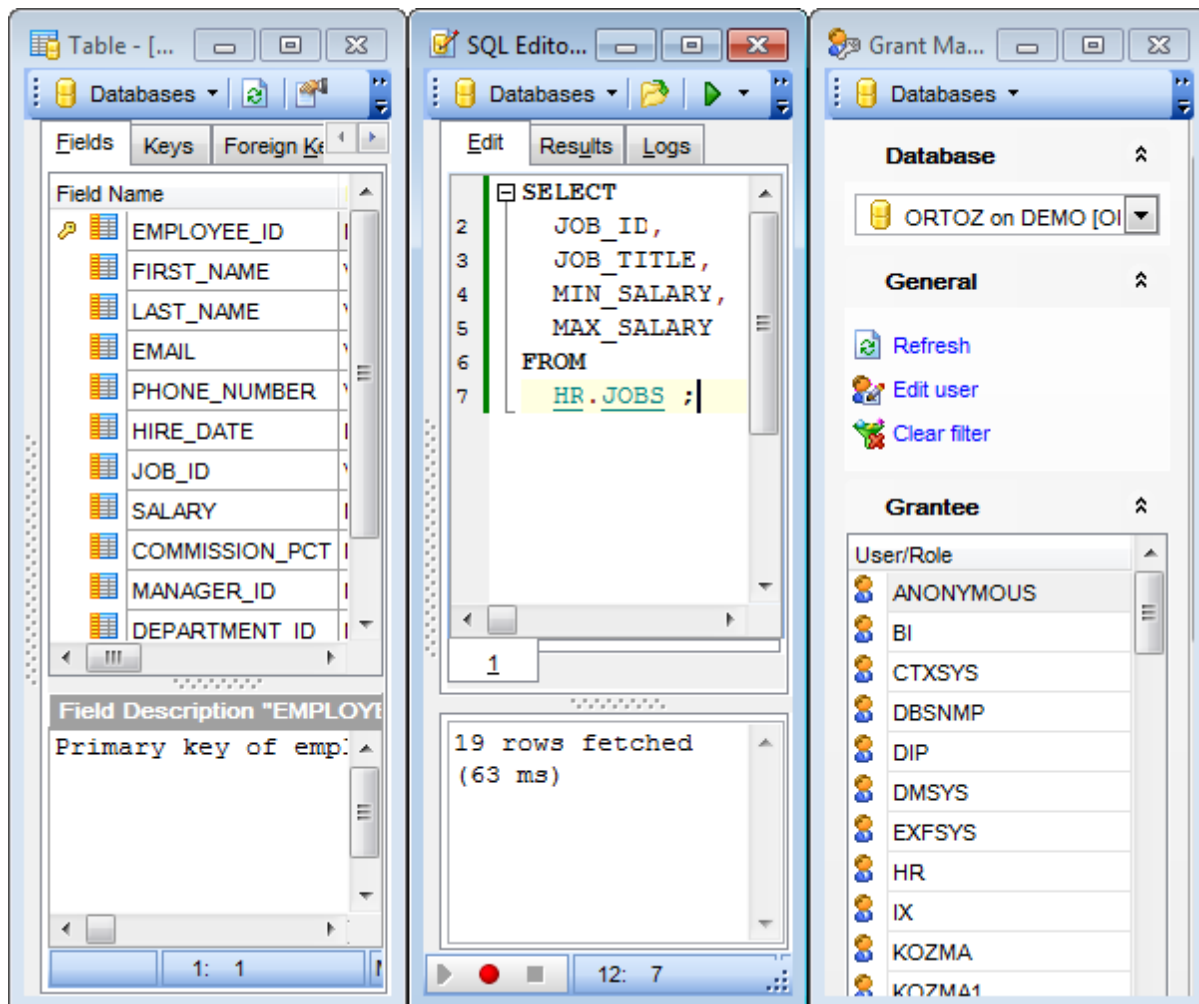 Table - [...
Databases
Fields Keys Foreign Ke
Field Name
EMPLOYEE_ID
FIRST_NAME
LAST_NAME
EMAIL
PHONE_NUMBER
HIRE_DATE
JOB_ID
SALARY
COMMISSION_PCT
MANAGER_ID
DEPARTMENT_ID
Field Description "EMPLOYE
Primary key of empl
1: 1
SQL Edito...
Databases
Edit Results Logs
SELECT
2 JOB_ID,
3 JOB_TITLE,
4 MIN_SALARY,
5 MAX_SALARY
6 FROM
7 HR.JOBS ;
1
19 rows fetched
(63 ms)
12: 7
Grant Ma...
Databases
Database
ORTOZ on DEMO [O
General
Refresh
Edit user
Clear filter
Grantee
User/Role
ANONYMOUS
BI
CTXSYS
DBSNMP
DIP
DMSYS
EXFSYS
HR
IX
KOZMA
KOZMA1